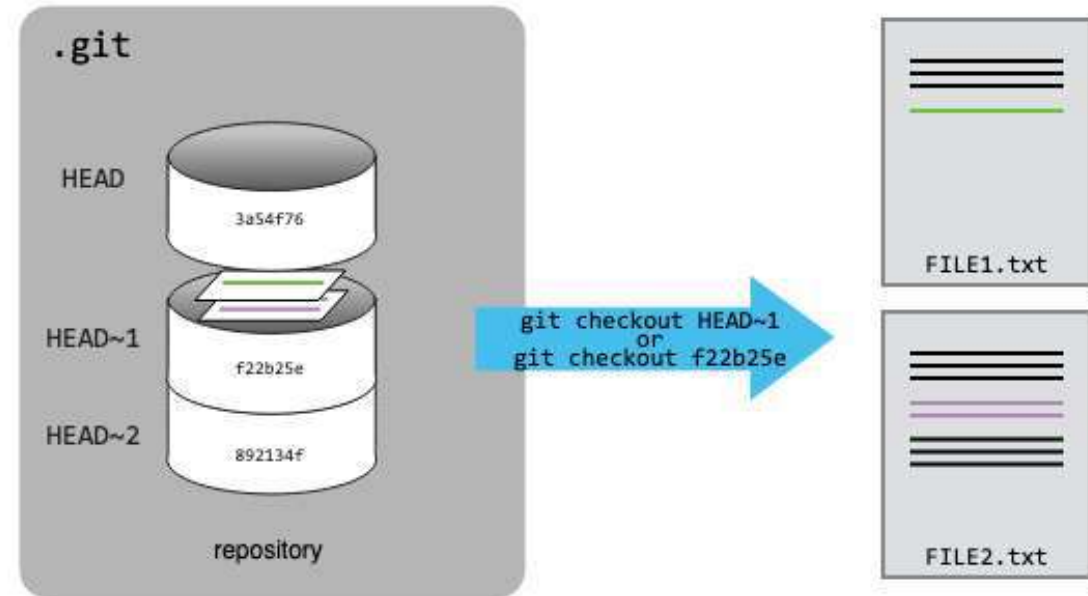 .git
HEAD
3a54f76
HEAD~1
f22b25e
HEAD~2
892134f
repository
git checkout HEAD~1
or
git checkout f22b25e
FILE1.txt
FILE2.txt